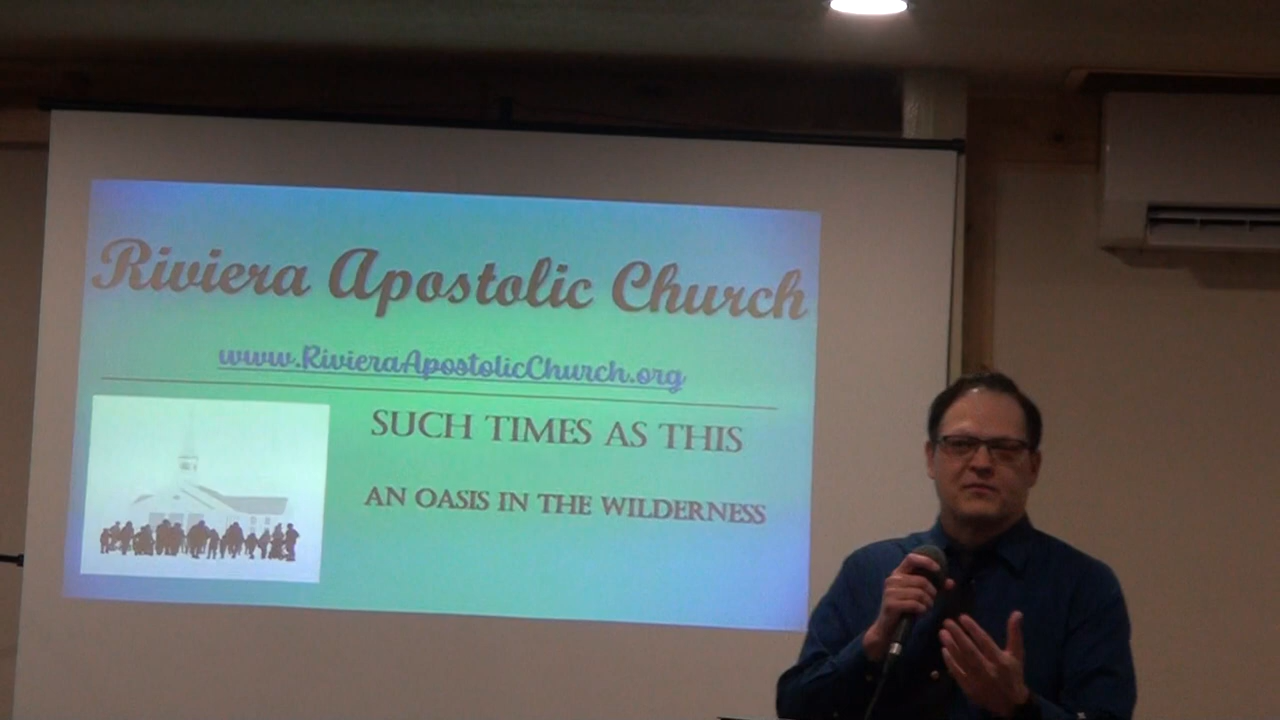 Riviera Apostolic Church
www.RivieraApostolicChurch.org
SUCH TIMES AS THIS
AN OASIS IN THE WILDERNESS